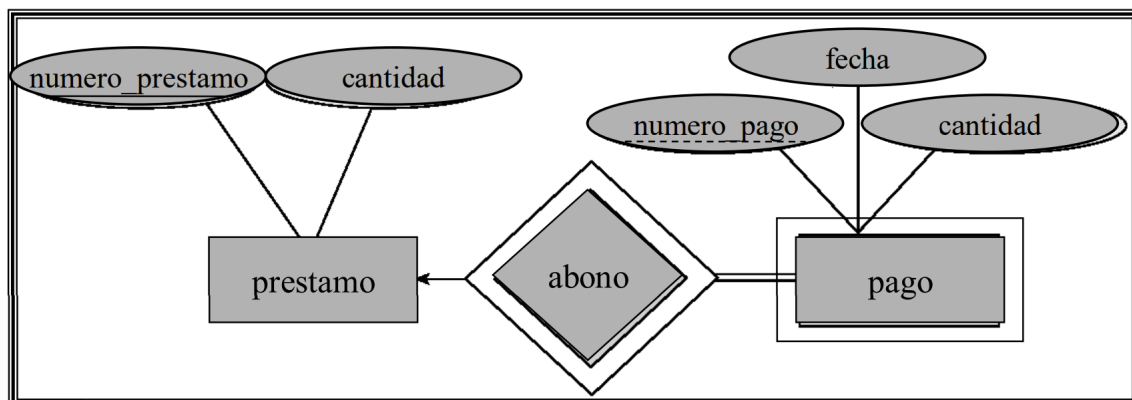 numero_prestamo
cantidad
fecha
numero_pago
cantidad
prestamo
abono
pago